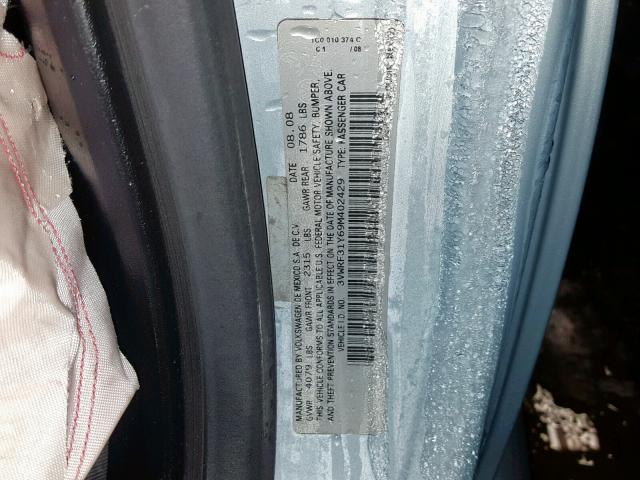 1C0 010 374 C
C1 /08
MANUFACTURED BY VOLKSWAGEN DE MEXICO S.A. DE C.V. DATE 08.08
GVWR 4079 LBS GAWR FRONT 2315 LBS GAWR REAR 1786 LBS
THIS VEHICLE CONFORMS TO ALL APPLICABLE U.S. FEDERAL MOTOR VEHICLE SAFETY, BUMPER,
AND THEFT PREVENTION STANDARDS IN EFFECT ON THE DATE OF MANUFACTURE SHOWN ABOVE.
VEHICLE I.D. NO. 3VWRF31Y69M402429 TYPE: PASSENGER CAR